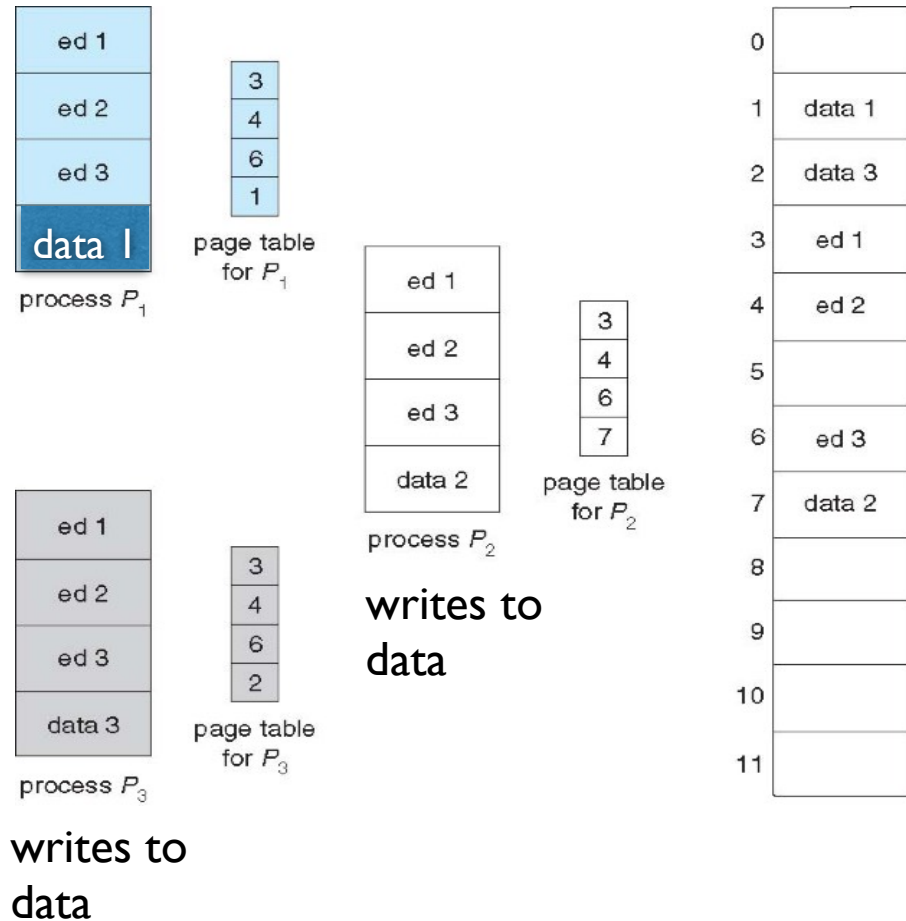 ed 1
ed 2
ed 3
data 1
process P1
3
4
6
1
page table
for P1
ed 1
ed 2
ed 3
data 2
process P2
3
4
6
7
page table
for P2
writes to
data
ed 1
ed 2
ed 3
data 3
process P3
3
4
6
2
page table
for P3
writes to
data
0
1 data 1
2 data 3
3 ed 1
4 ed 2
5
6 ed 3
7 data 2
8
9
10
11